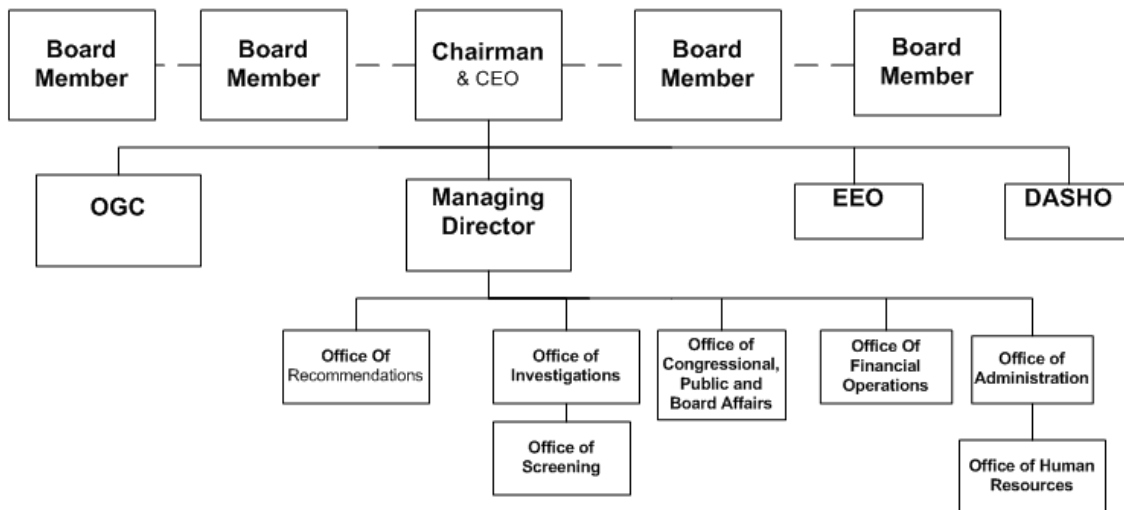 Board
Member
Board
Member
Chairman
& CEO
Board
Member
Board
Member
OGC
Managing
Director
EEO
DASHO
Office Of
Recommendations
Office of
Investigations
Office of
Congressional,
Public and
Board Affairs
Office Of
Financial
Operations
Office of
Administration
Office of
Screening
Office of Human
Resources